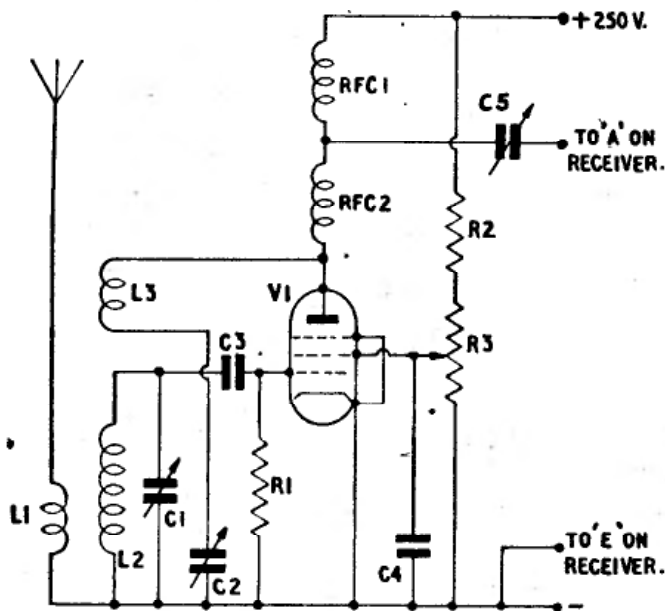 +250V.
RFC1
C5
TO 'A' ON
RECEIVER.
RFC2
R2
L3
V1
C3
R3
R1
L1
C1
L2
C2
C4
TO 'E' ON
RECEIVER.
-